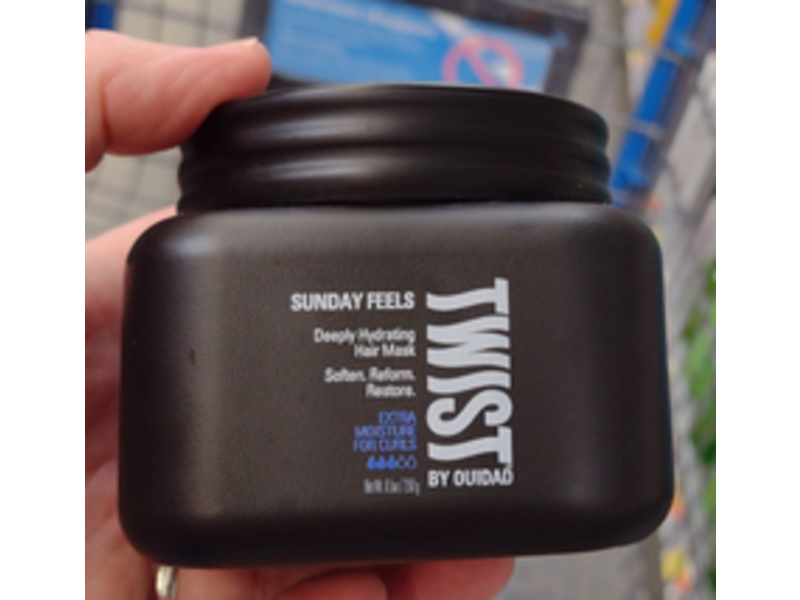 SUNDAY FEELS
Deeply Hydrating
Hair Mask
Soften. Reform.
Restore.
EXTRA
MOISTURE
FOR CURLS
TWIST
BY OUIDAD